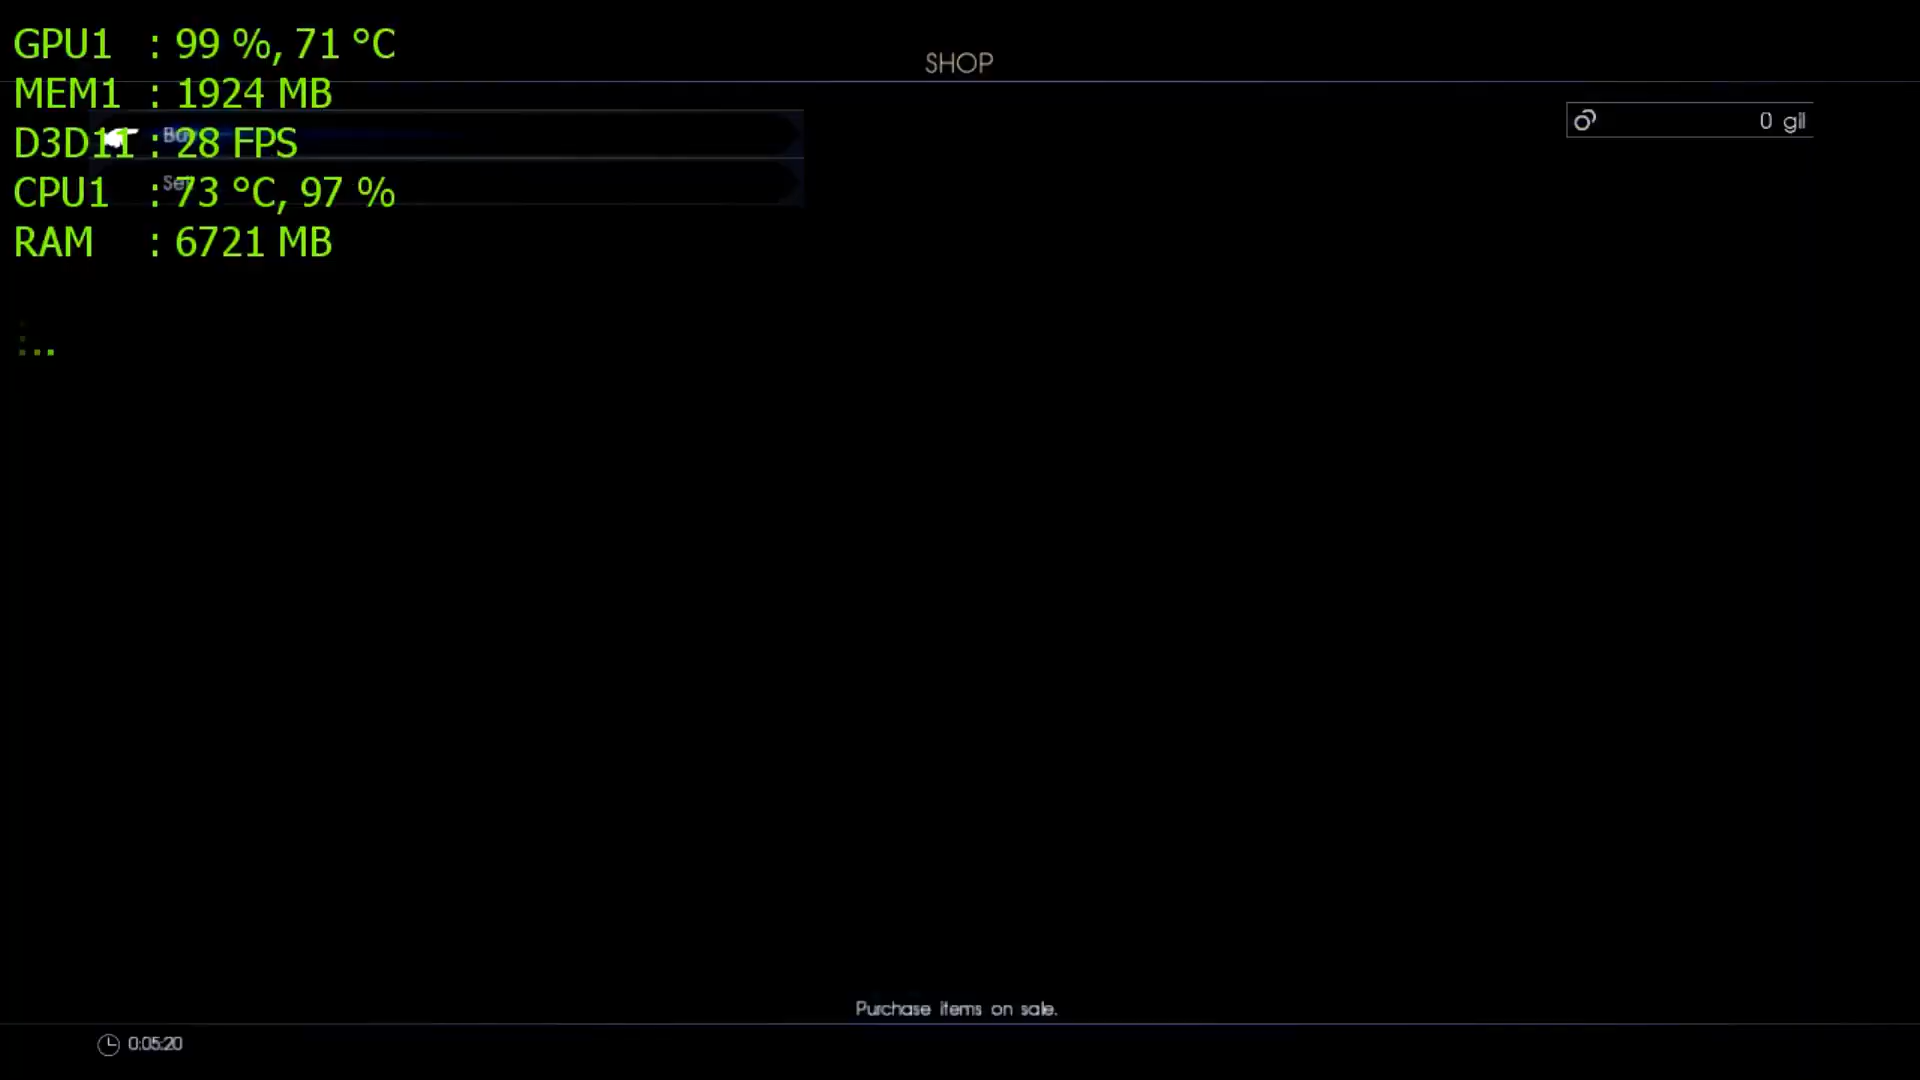 GPU1 : 99 %, 71 °C
SHOP
MEM1 : 1924 MB
0 gil
D3D11 : 28 FPS
CPU1 : 73 °C, 97 %
RAM : 6721 MB
Purchase items on sale.
0:05:20